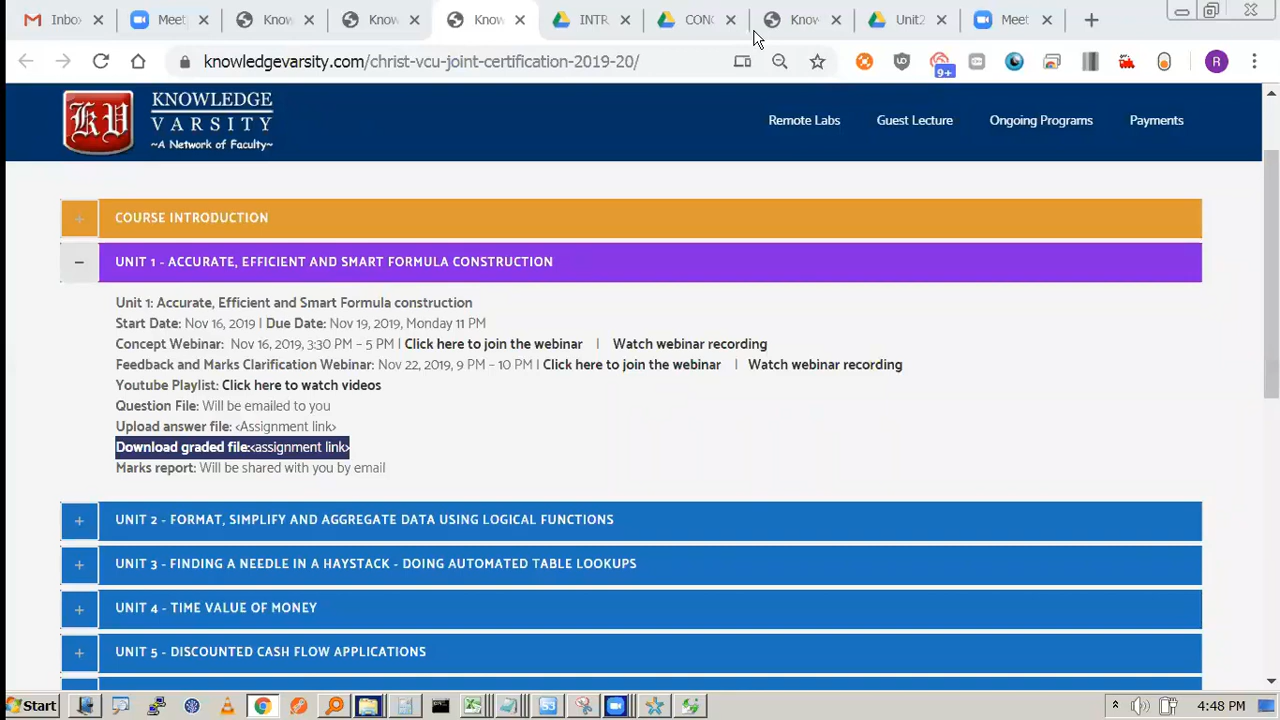 Inbox
Meet
Know
Know
Know
INTR
CON
Know
Unit2
Meet
knowledgevarsity.com/christ-vcu-joint-certification-2019-20/
9+
R
KV
KNOWLEDGE
VARSITY
~A Network of Faculty~
Remote Labs
Guest Lecture
Ongoing Programs
Payments
COURSE INTRODUCTION
UNIT 1 - ACCURATE, EFFICIENT AND SMART FORMULA CONSTRUCTION
Unit 1: Accurate, Efficient and Smart Formula construction
Start Date: Nov 16, 2019 I Due Date: Nov 19, 2019, Monday 11 PM
Concept Webinar: Nov 16, 2019, 3:30 PM – 5 PM I Click here to join the webinar | Watch webinar recording
Feedback and Marks Clarification Webinar: Nov 22, 2019, 9 PM – 10 PM I Click here to join the webinar | Watch webinar recording
Youtube Playlist: Click here to watch videos
Question File: Will be emailed to you
Upload answer file: <Assignment link>
Download graded file:<assignment link>
Marks report: Will be shared with you by email
UNIT 2 - FORMAT, SIMPLIFY AND AGGREGATE DATA USING LOGICAL FUNCTIONS
UNIT 3 - FINDING A NEEDLE IN A HAYSTACK - DOING AUTOMATED TABLE LOOKUPS
UNIT 4 - TIME VALUE OF MONEY
UNIT 5 - DISCOUNTED CASH FLOW APPLICATIONS
Start
4:48 PM